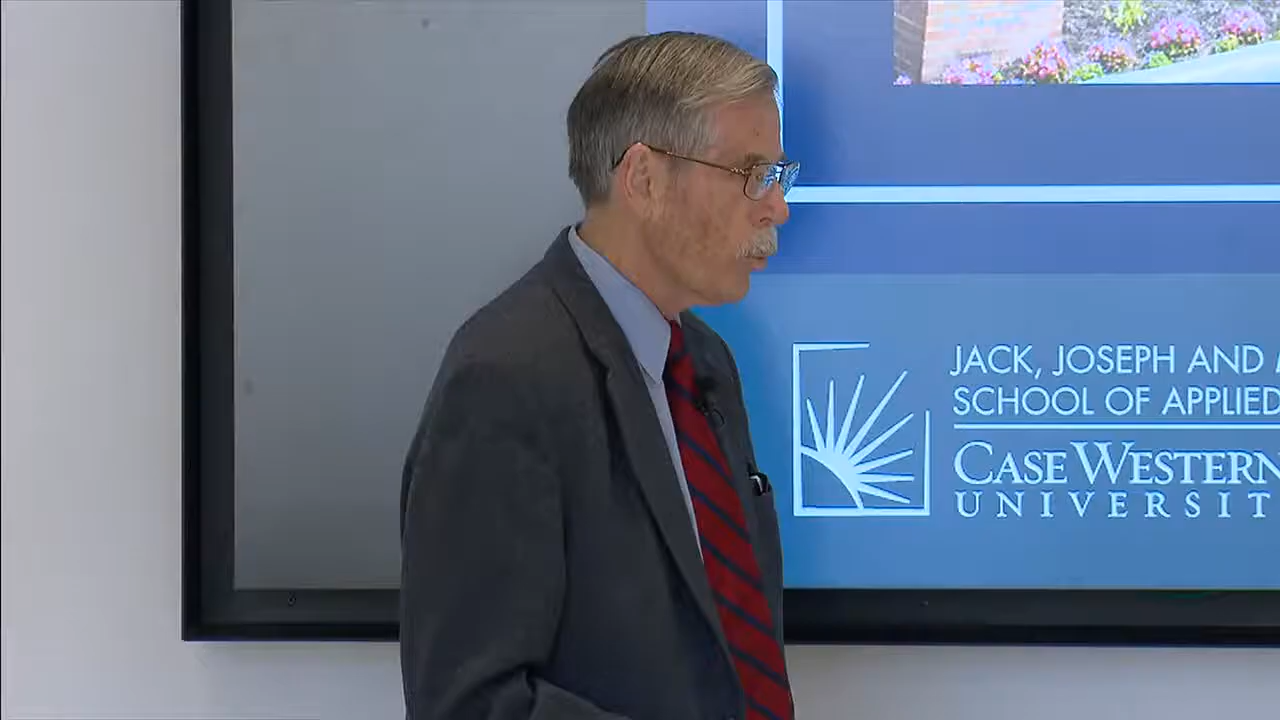 JACK, JOSEPH AND
SCHOOL OF APPLIED
CASE WESTERN
UNIVERSIT